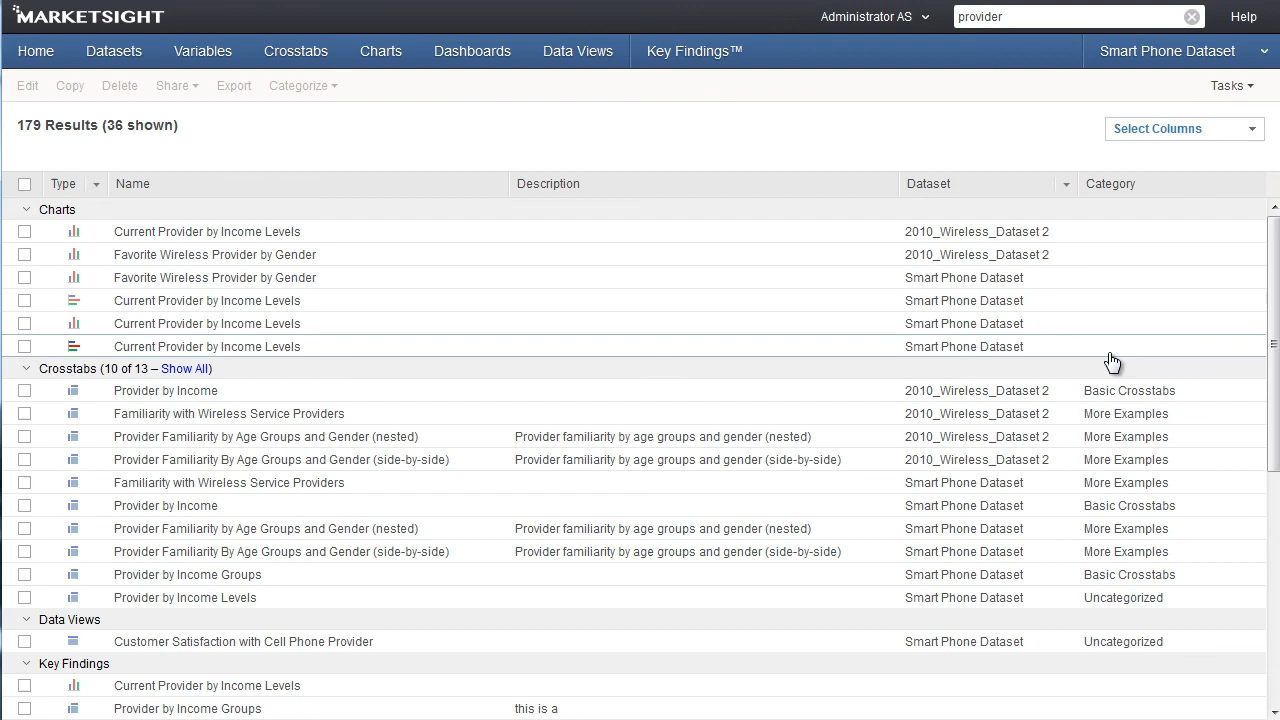 MARKETSIGHT Administrator AS provider Help
Home Datasets Variables Crosstabs Charts Dashboards Data Views Key Findings™ Smart Phone Dataset
Edit Copy Delete Share Export Categorize Tasks
179 Results (36 shown)
Select Columns
Type Name Description Dataset Category
Charts
Current Provider by Income Levels 2010_Wireless_Dataset 2
Favorite Wireless Provider by Gender 2010_Wireless_Dataset 2
Favorite Wireless Provider by Gender Smart Phone Dataset
Current Provider by Income Levels Smart Phone Dataset
Current Provider by Income Levels Smart Phone Dataset
Current Provider by Income Levels Smart Phone Dataset
Crosstabs (10 of 13 – Show All)
Provider by Income 2010_Wireless_Dataset 2 Basic Crosstabs
Familiarity with Wireless Service Providers 2010_Wireless_Dataset 2 More Examples
Provider Familiarity by Age Groups and Gender (nested) Provider familiarity by age groups and gender (nested) 2010_Wireless_Dataset 2 More Examples
Provider Familiarity By Age Groups and Gender (side-by-side) Provider familiarity by age groups and gender (side-by-side) 2010_Wireless_Dataset 2 More Examples
Familiarity with Wireless Service Providers Smart Phone Dataset More Examples
Provider by Income Smart Phone Dataset Basic Crosstabs
Provider Familiarity by Age Groups and Gender (nested) Provider familiarity by age groups and gender (nested) Smart Phone Dataset More Examples
Provider Familiarity By Age Groups and Gender (side-by-side) Provider familiarity by age groups and gender (side-by-side) Smart Phone Dataset More Examples
Provider by Income Groups Smart Phone Dataset Basic Crosstabs
Provider by Income Levels Smart Phone Dataset Uncategorized
Data Views
Customer Satisfaction with Cell Phone Provider Smart Phone Dataset Uncategorized
Key Findings
Current Provider by Income Levels
Provider by Income Groups this is a